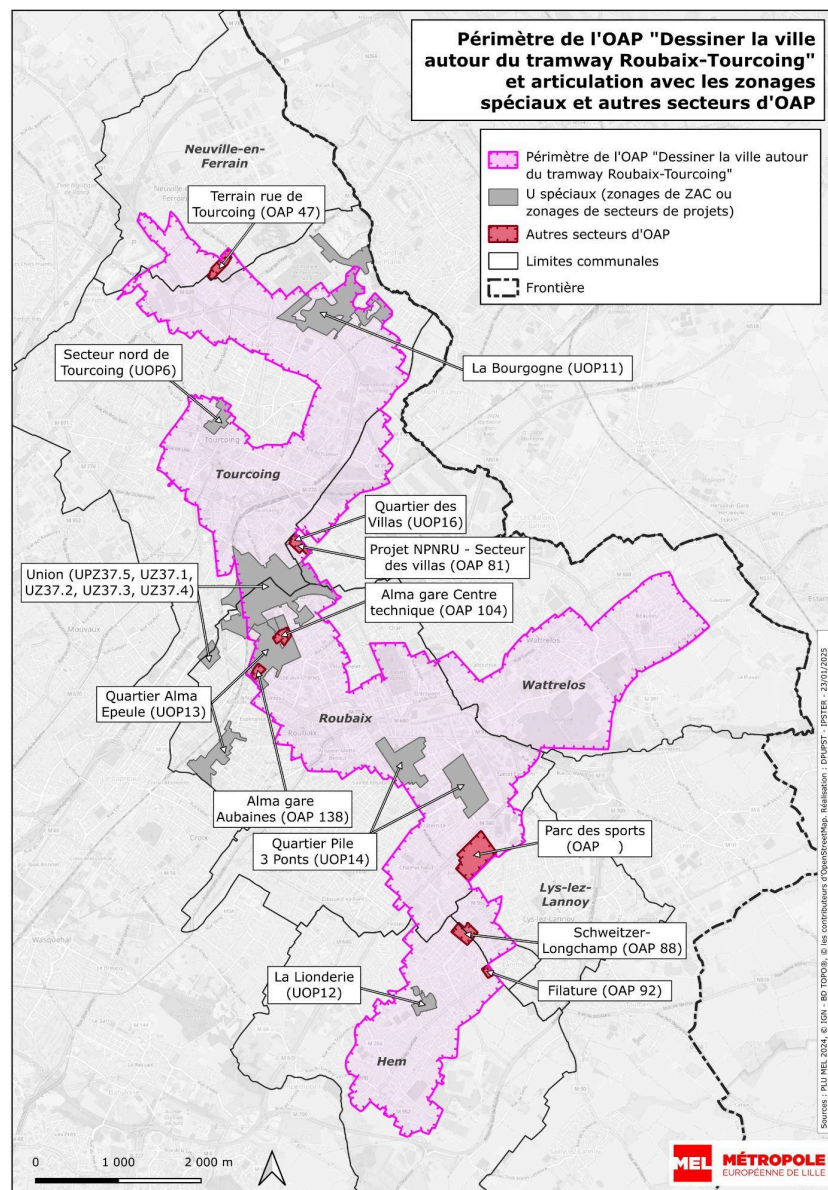 Périmètre de l'OAP "Dessiner la ville
autour du tramway Roubaix-Tourcoing"
et articulation avec les zonages
spéciaux et autres secteurs d'OAP
Périmètre de l'OAP "Dessiner la ville autour
du tramway Roubaix-Tourcoing"
U spéciaux (zonages de ZAC ou
zonages de secteurs de projets)
Autres secteurs d'OAP
Limites communales
Frontière
Neuville-en-
Ferrain
Terrain rue de
Tourcoing (OAP 47)
Secteur nord de
Tourcoing (UOP6)
La Bourgogne (UOP11)
Tourcoing
Tourcoing
Quartier des
Villas (UOP16)
Projet NPNRU - Secteur
des villas (OAP 81)
Union (UPZ37.5, UZ37.1,
UZ37.2, UZ37.3, UZ37.4)
Alma gare Centre
technique (OAP 104)
Wattrelos
Wattrelos
Quartier Alma
Epeule (UOP13)
Roubaix
Roubaix
Alma gare
Aubaines (OAP 138)
Quartier Pile
3 Ponts (UOP14)
Croix
Parc des sports
(OAP )
Lys-lez-
Lannoy
Lys-lez-Lannoy
Schweitzer-
Longchamp (OAP 88)
Wasquehal
La Lionderie
(UOP12)
Filature (OAP 92)
Hem
0 1 000 2 000 m
MEL MÉTROPOLE
EUROPÉENNE DE LILLE
Sources : PLU MEL 2024, © IGN - BD TOPO®, © les contributeurs d'OpenStreetMap. Réalisation : DPUPST - IPSTER - 23/01/2025